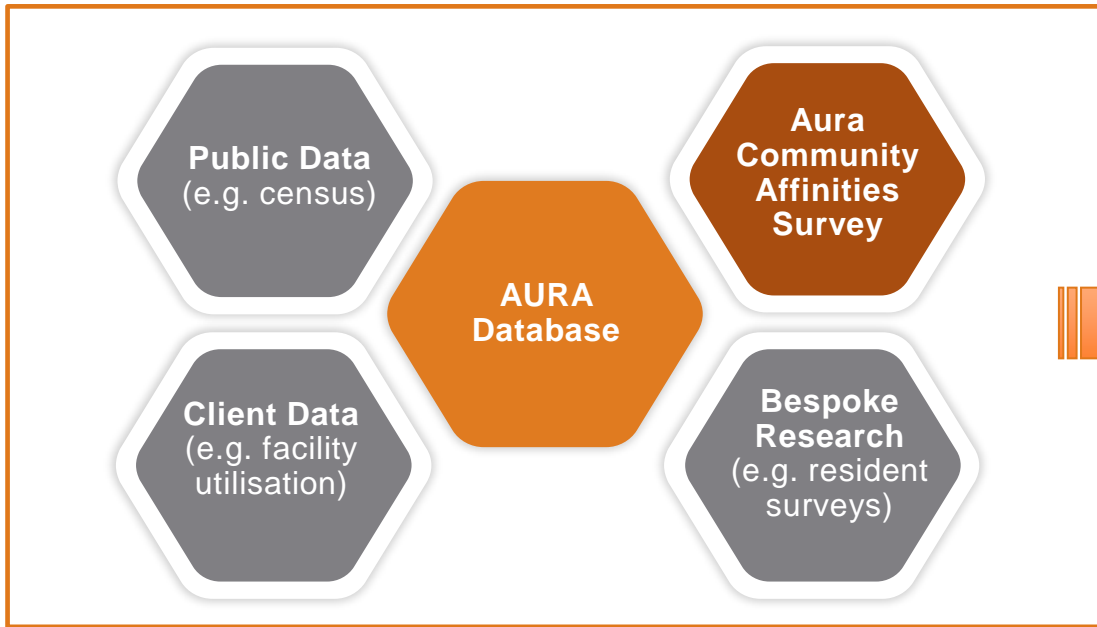 Public Data
(e.g. census)
Aura
Community
Affinities
Survey
AURA
Database
Client Data
(e.g. facility
utilisation)
Bespoke
Research
(e.g. resident
surveys)